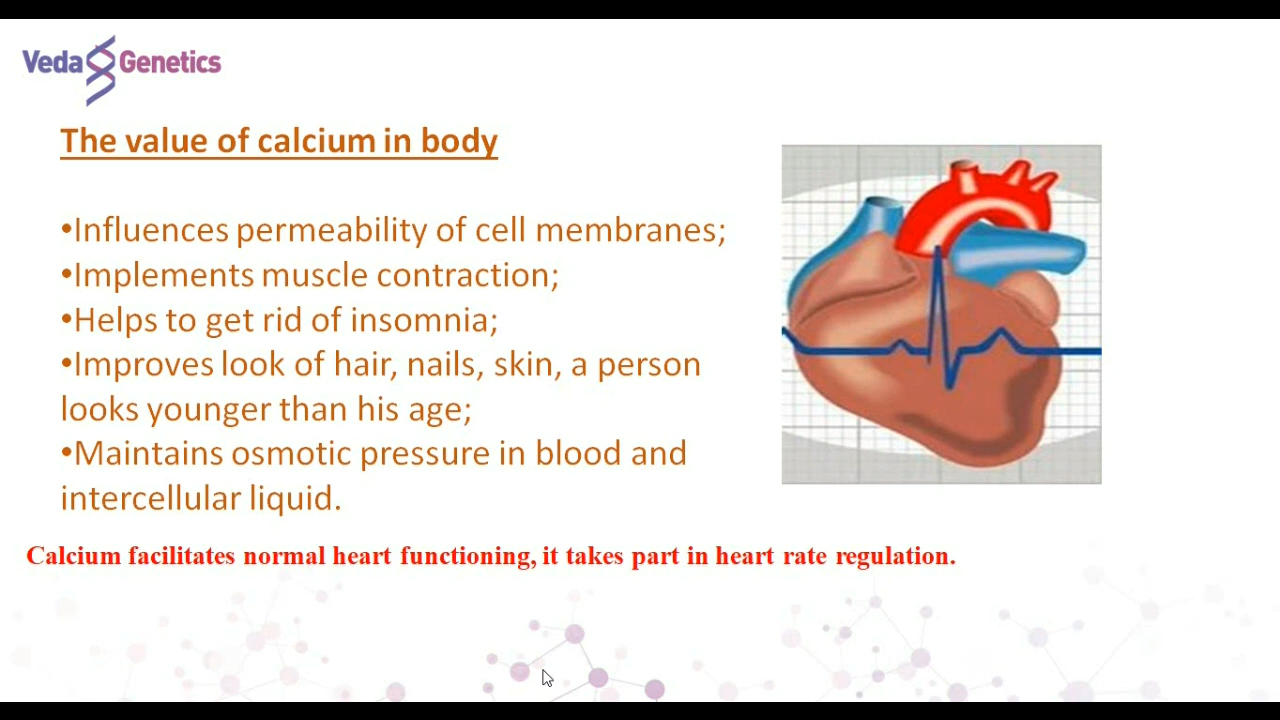 Veda Genetics
The value of calcium in body
•Influences permeability of cell membranes;
•Implements muscle contraction;
•Helps to get rid of insomnia;
•Improves look of hair, nails, skin, a person
looks younger than his age;
•Maintains osmotic pressure in blood and
intercellular liquid.
Calcium facilitates normal heart functioning, it takes part in heart rate regulation.